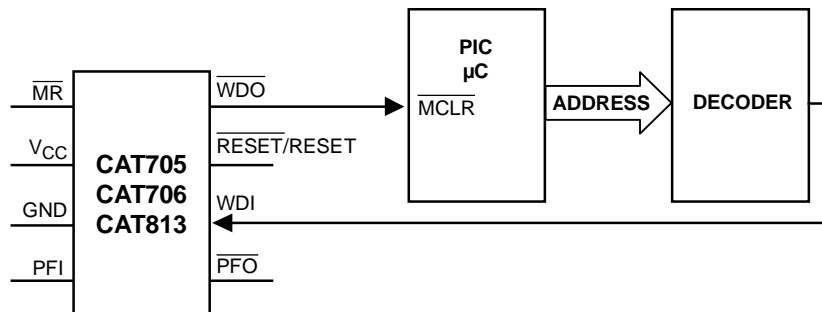 MR
VCC
GND
PFI
CAT705
CAT706
CAT813
WDO
RESET/RESET
WDI
PFO
PIC
µC
MCLR
ADDRESS
DECODER